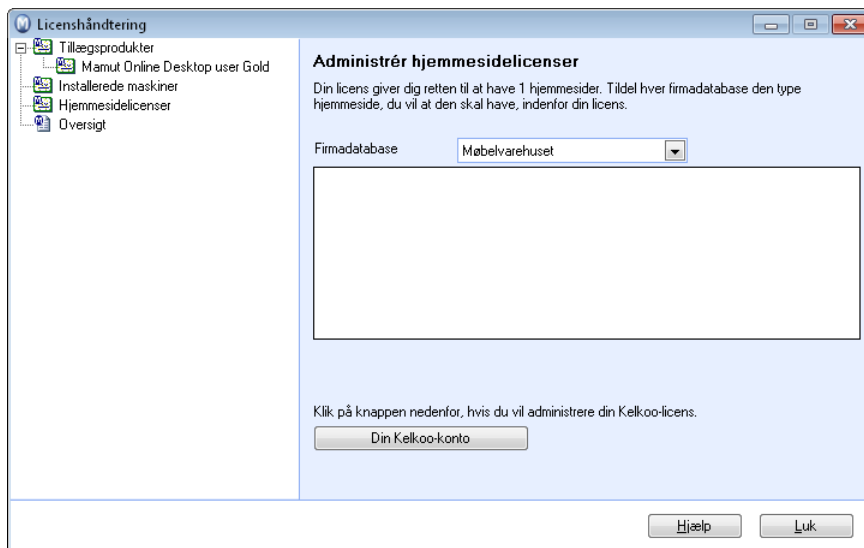 Licenshåndtering
Tillægsprodukter
Mamut Online Desktop user Gold
Installerede maskiner
Hjemmesidelicenser
Oversigt
Administrér hjemmesidelicenser
Din licens giver dig retten til at have 1 hjemmesider. Tildel hver firmadatabase den type
hjemmeside, du vil at den skal have, indenfor din licens.
Firmadatabase
Møbelvarehuset
Klik på knappen nedenfor, hvis du vil administrere din Kelkoo-licens.
Din Kelkoo-konto
Hjælp
Luk